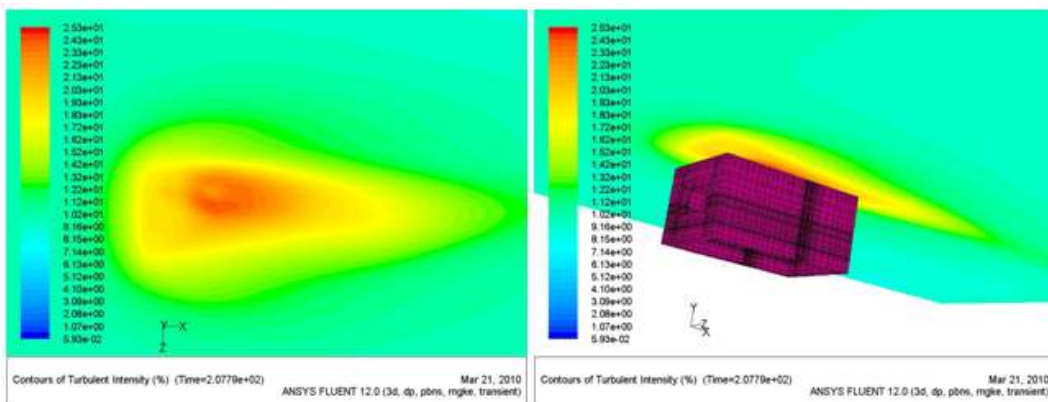 2.53e+01
2.43e+01
2.33e+01
2.23e+01
2.13e+01
2.03e+01
1.93e+01
1.82e+01
1.72e+01
1.62e+01
1.52e+01
1.42e+01
1.32e+01
1.22e+01
1.12e+01
1.02e+01
9.16e+00
8.15e+00
7.14e+00
6.13e+00
5.12e+00
4.10e+00
3.09e+00
2.08e+00
1.07e+00
5.93e-02
Y X
Z
Contours of Turbulent Intensity (%) (Time=2.0779e+02) Mar 21, 2010
ANSYS FLUENT 12.0 (3d, dp, pbns, rngke, transient)
2.53e+01
2.43e+01
2.33e+01
2.23e+01
2.13e+01
2.03e+01
1.93e+01
1.82e+01
1.72e+01
1.62e+01
1.52e+01
1.42e+01
1.32e+01
1.22e+01
1.12e+01
1.02e+01
9.16e+00
8.15e+00
7.14e+00
6.13e+00
5.12e+00
4.10e+00
3.09e+00
2.08e+00
1.07e+00
5.93e-02
Y
Z
X
Contours of Turbulent Intensity (%) (Time=2.0779e+02) Mar 21, 2010
ANSYS FLUENT 12.0 (3d, dp, pbns, rngke, transient)